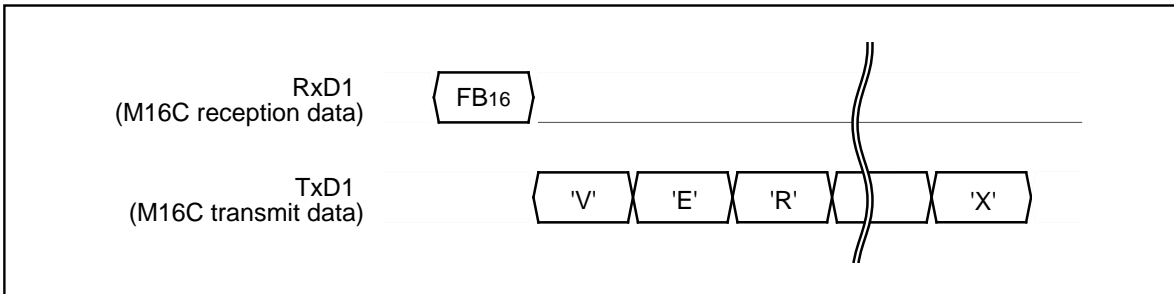 RxD1
(M16C reception data)
FB16
TxD1
(M16C transmit data)
'V' 'E' 'R' 'X'